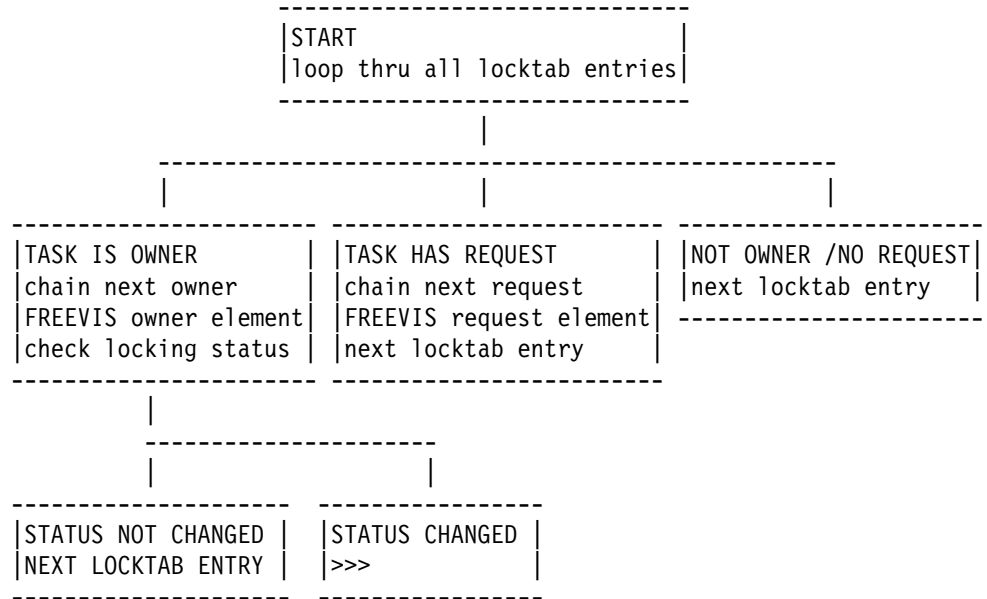 START
loop thru all locktab entries
TASK IS OWNER
chain next owner
FREEVIS owner element
check locking status
TASK HAS REQUEST
chain next request
FREEVIS request element
next locktab entry
NOT OWNER /NO REQUEST
next locktab entry
STATUS NOT CHANGED
NEXT LOCKTAB ENTRY
STATUS CHANGED
>>>